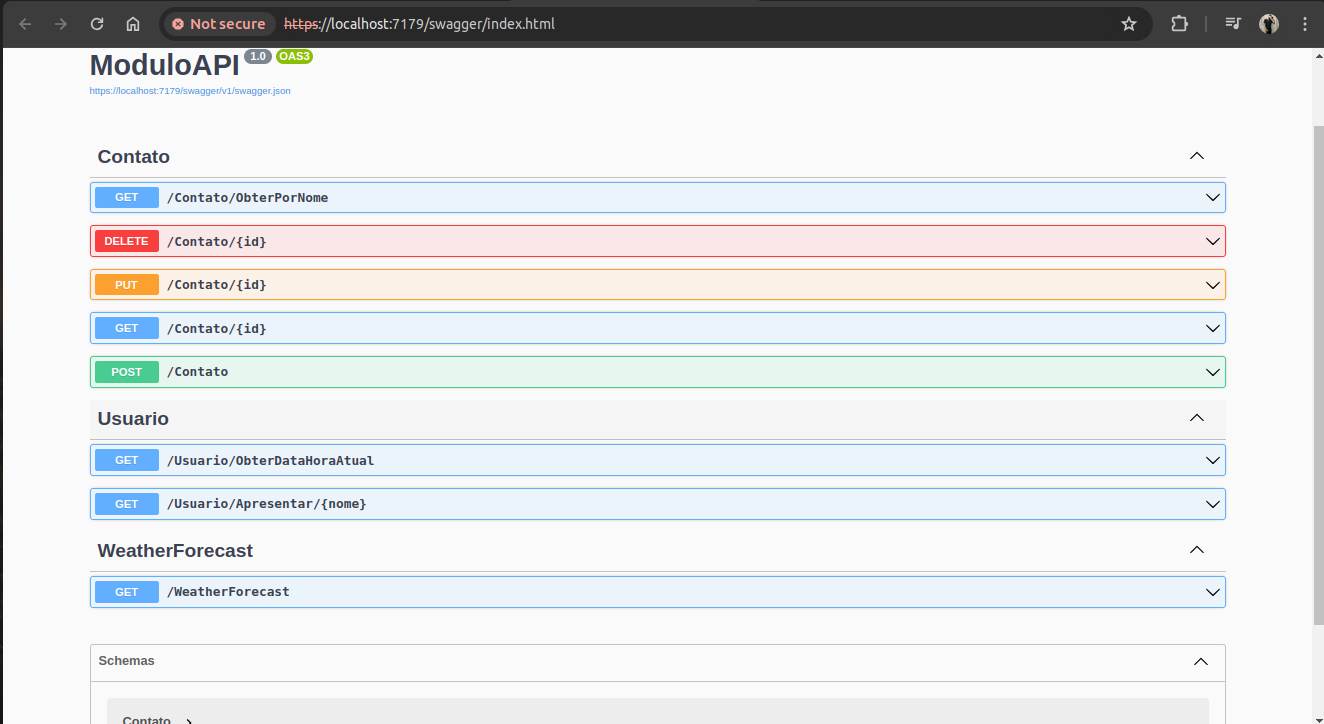 Not secure https://localhost:7179/swagger/index.html
ModuloAPI 1.0 OAS3
https://localhost:7179/swagger/v1/swagger.json
Contato
GET /Contato/ObterPorNome
DELETE /Contato/{id}
PUT /Contato/{id}
GET /Contato/{id}
POST /Contato
Usuario
GET /Usuario/ObterDataHoraAtual
GET /Usuario/Apresentar/{nome}
WeatherForecast
GET /WeatherForecast
Schemas
Contato